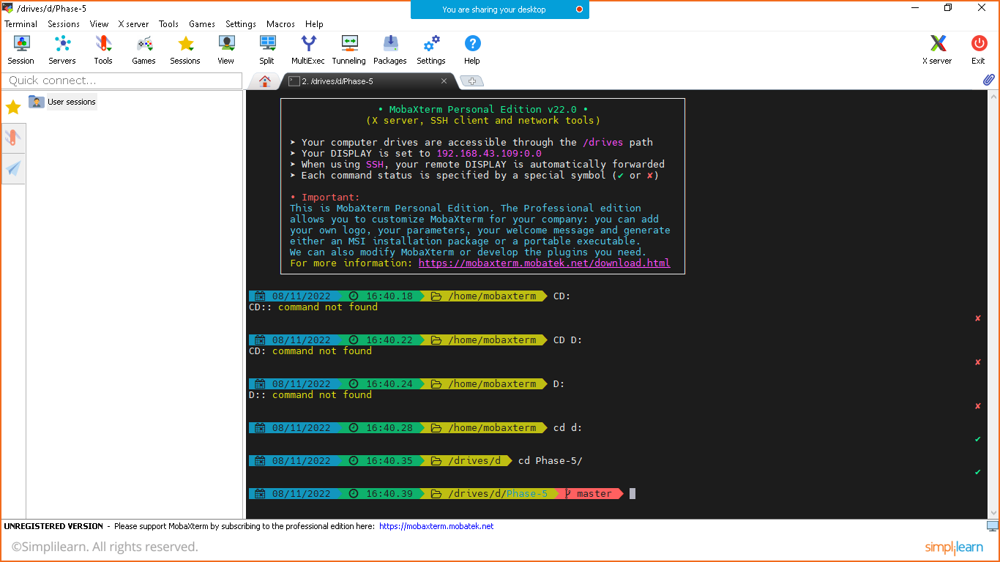 /drives/d/Phase-5
You are sharing your desktop
Terminal Sessions View X server Tools Games Settings Macros Help
Session Servers Tools Games Sessions View Split MultiExec Tunneling Packages Settings Help X server Exit
Quick connect...
2. /drives/d/Phase-5
User sessions
• MobaXterm Personal Edition v22.0 •
(X server, SSH client and network tools)
➤ Your computer drives are accessible through the /drives path
➤ Your DISPLAY is set to 192.168.43.109:0.0
➤ When using SSH, your remote DISPLAY is automatically forwarded
➤ Each command status is specified by a special symbol (✔ or ✘)
• Important:
This is MobaXterm Personal Edition. The Professional edition
allows you to customize MobaXterm for your company: you can add
your own logo, your parameters, your welcome message and generate
either an MSI installation package or a portable executable.
We can also modify MobaXterm or develop the plugins you need.
For more information: https://mobaxterm.mobatek.net/download.html
08/11/2022 16:40.18 /home/mobaxterm CD:
CD:: command not found
✘
08/11/2022 16:40.22 /home/mobaxterm CD D:
CD: command not found
✘
08/11/2022 16:40.24 /home/mobaxterm D:
D:: command not found
✘
08/11/2022 16:40.28 /home/mobaxterm cd d:
✔
08/11/2022 16:40.35 /drives/d cd Phase-5/
✔
08/11/2022 16:40.39 /drives/d/Phase-5 master
UNREGISTERED VERSION - Please support MobaXterm by subscribing to the professional edition here: https://mobaxterm.mobatek.net
©Simplilearn. All rights reserved.
simplilearn